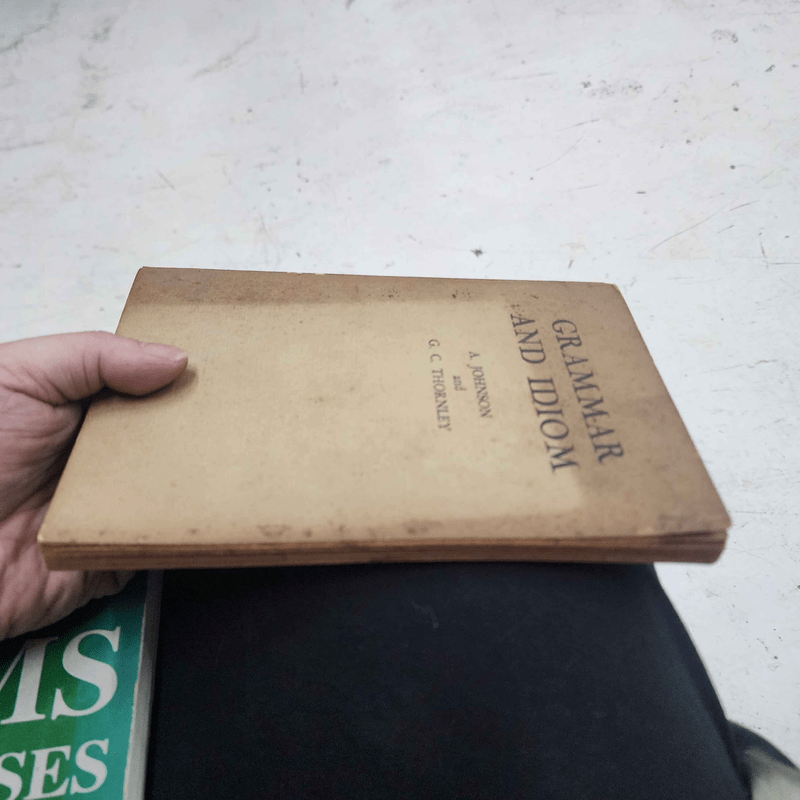 GRAMMAR
AND IDIOM
A. JOHNSON
and
G. C. THORNLEY
MS
SES